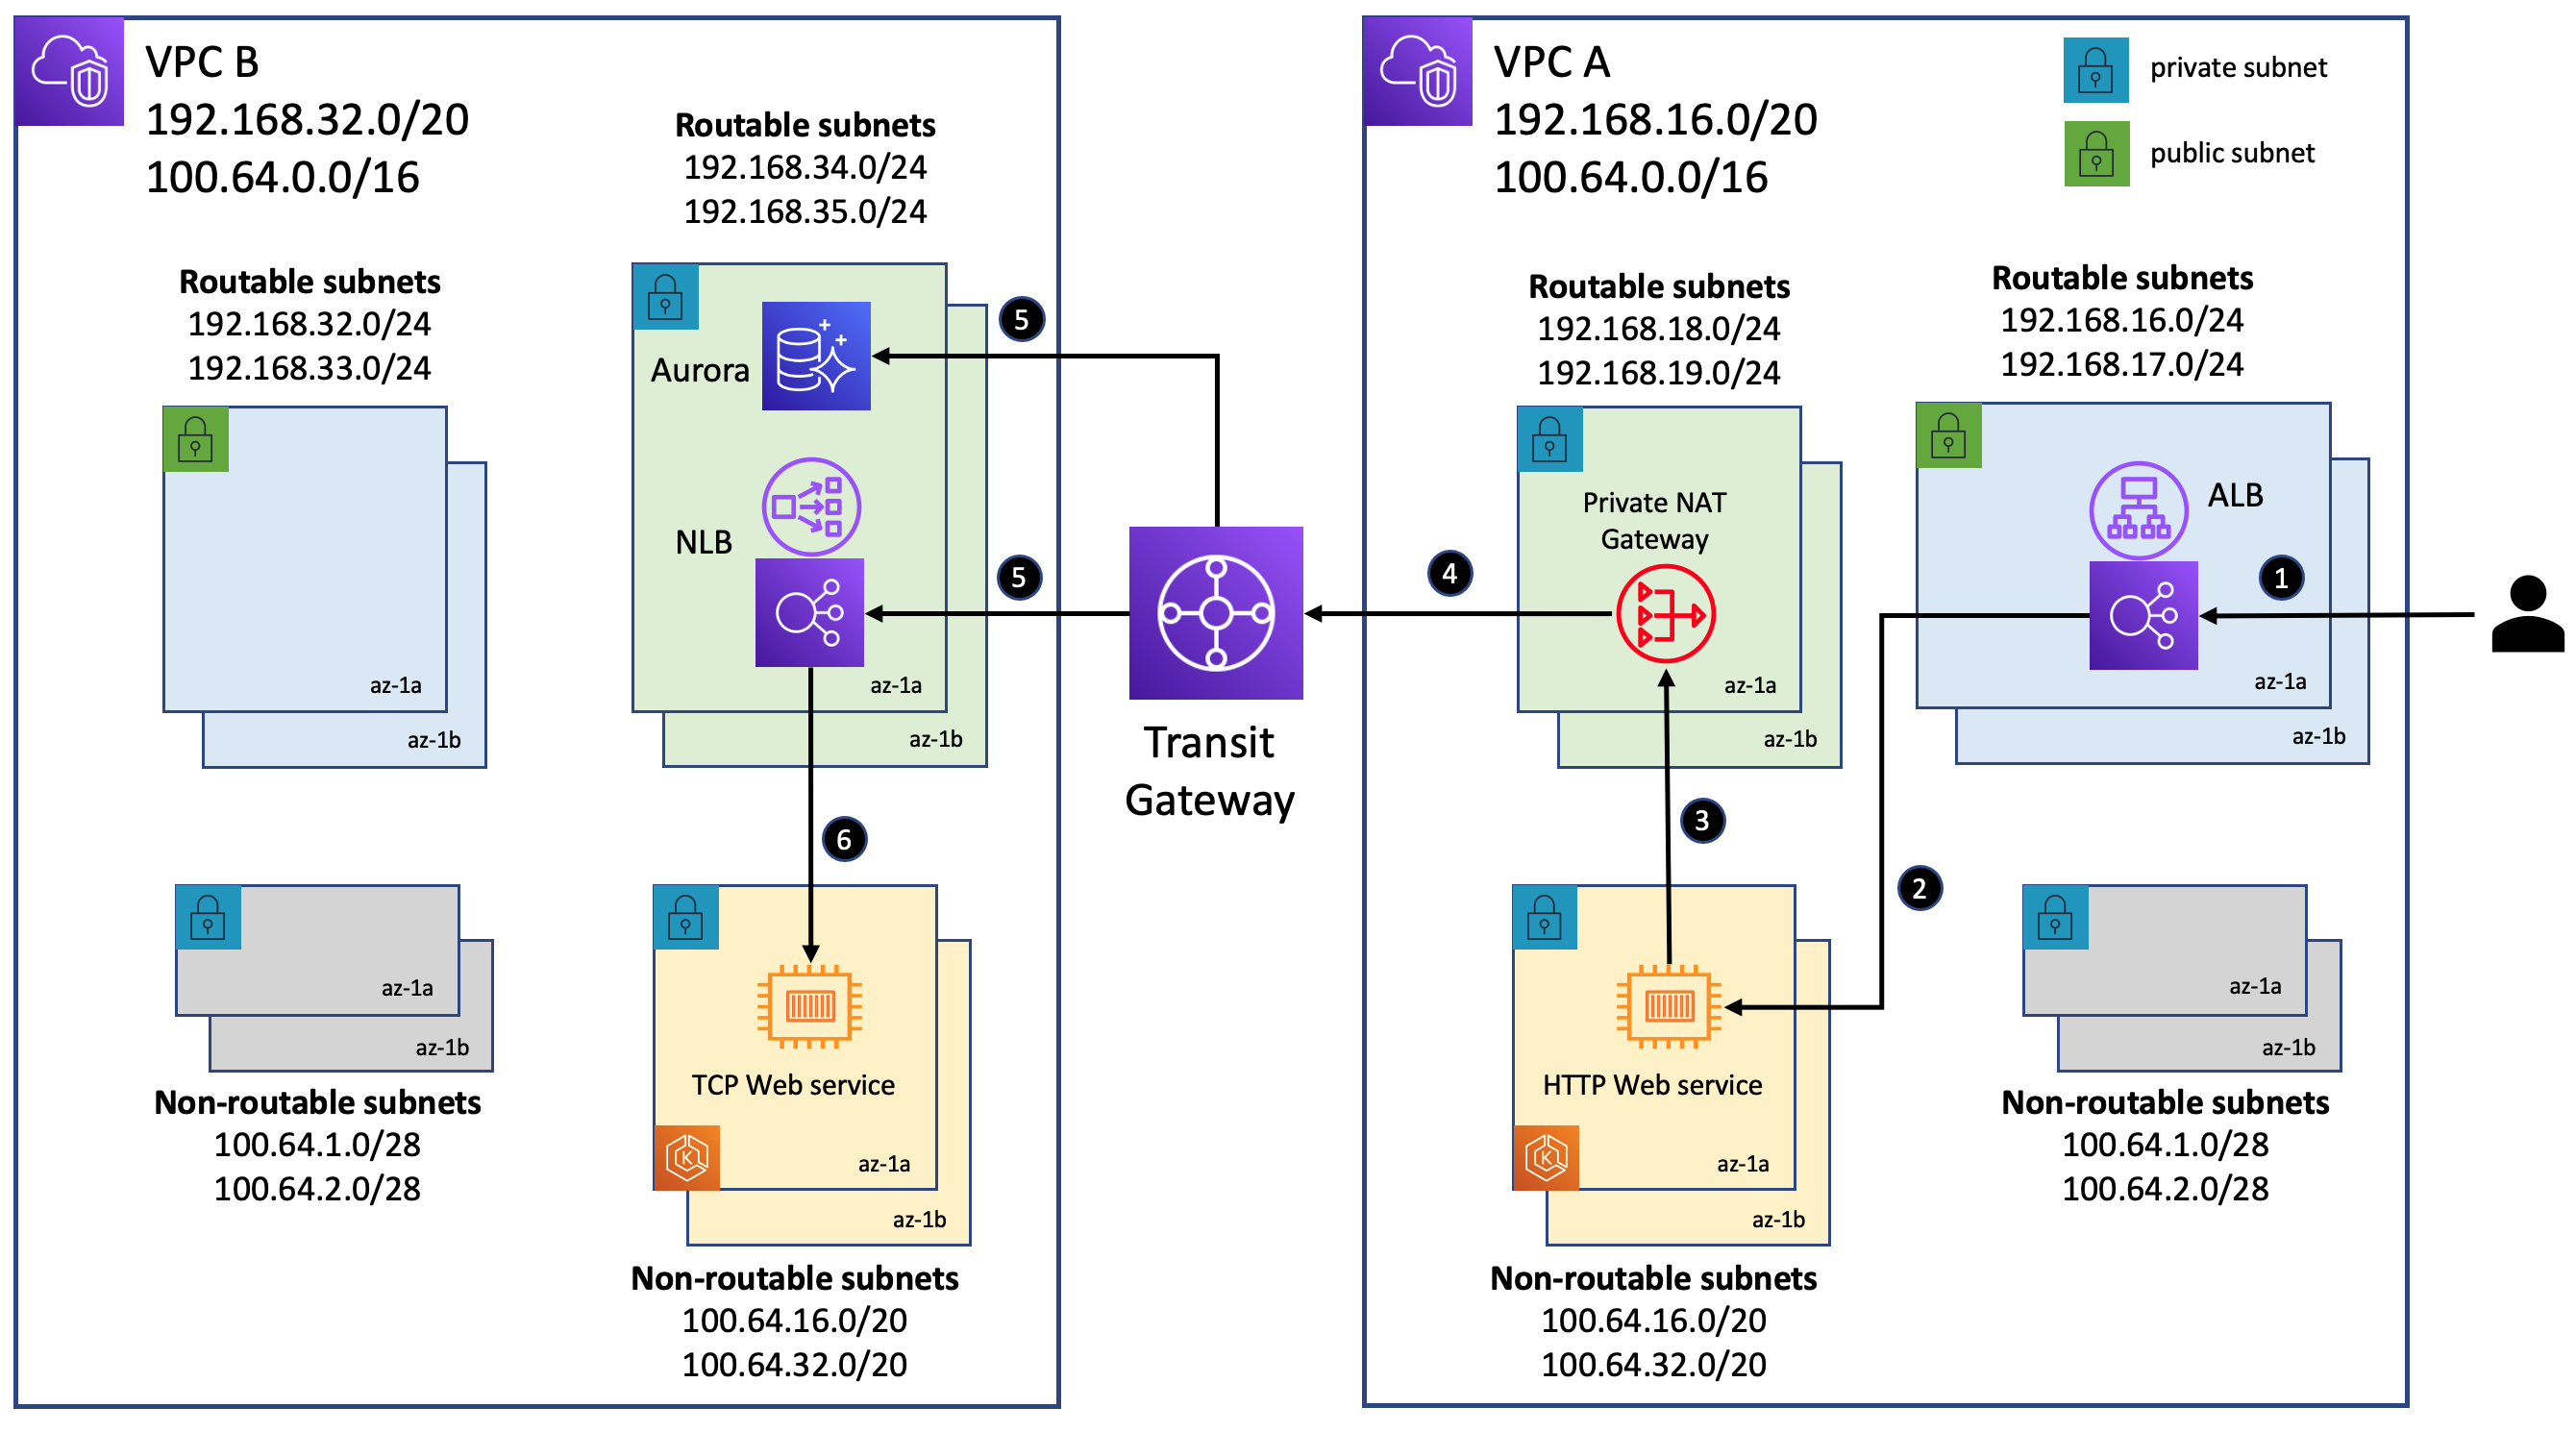 VPC B
192.168.32.0/20
100.64.0.0/16
Routable subnets
192.168.32.0/24
192.168.33.0/24
az-1a
az-1b
Routable subnets
192.168.34.0/24
192.168.35.0/24
Aurora
NLB
az-1a
az-1b
5
5
6
az-1a
az-1b
Non-routable subnets
100.64.1.0/28
100.64.2.0/28
TCP Web service
K
az-1a
az-1b
Non-routable subnets
100.64.16.0/20
100.64.32.0/20
Transit
Gateway
VPC A
192.168.16.0/20
100.64.0.0/16
private subnet
public subnet
Routable subnets
192.168.18.0/24
192.168.19.0/24
Private NAT
Gateway
az-1a
az-1b
4
Routable subnets
192.168.16.0/24
192.168.17.0/24
ALB
1
az-1a
az-1b
3
2
HTTP Web service
K
az-1a
az-1b
Non-routable subnets
100.64.16.0/20
100.64.32.0/20
az-1a
az-1b
Non-routable subnets
100.64.1.0/28
100.64.2.0/28